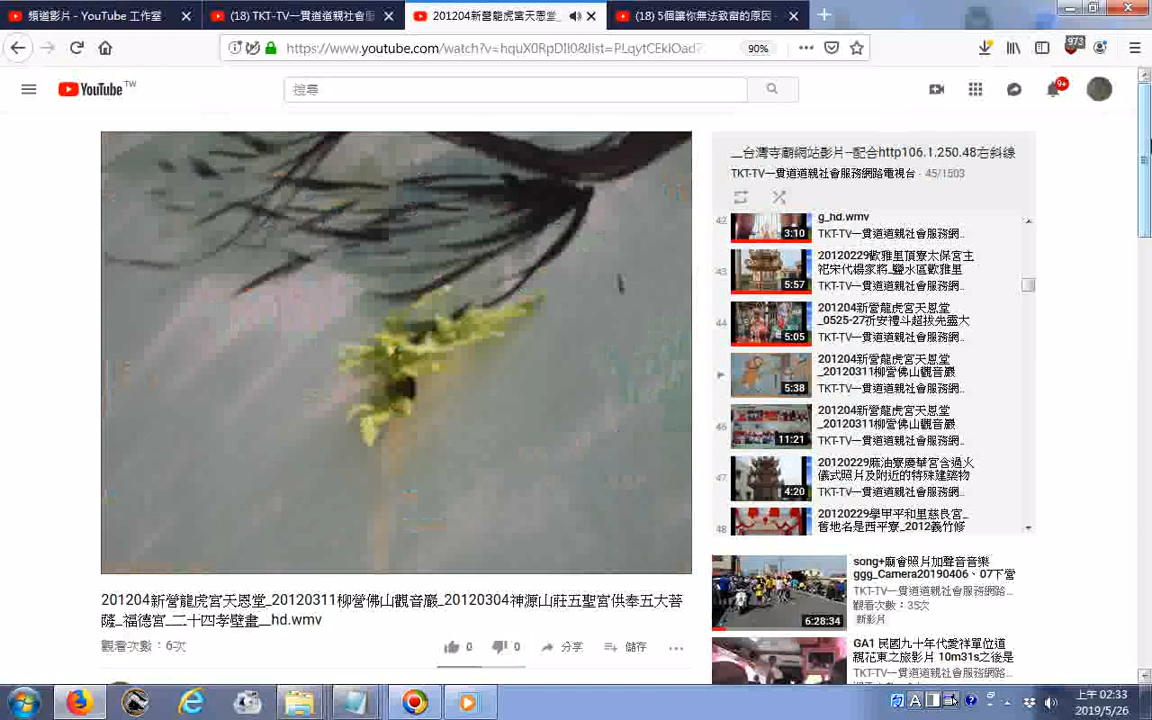 頻道影片 - YouTube 工作室
(18) TKT-TV一貫道道親社會
201204新營龍虎宮天恩堂_
(18) 5個讓你無法致富的原因
https://www.youtube.com/watch?v=hquX0RpDII0&list=PLqytCEkIOad7
90%
973
YouTube TW
搜尋
9+
__台灣寺廟網站影片--配合http106.1.250.48右斜線
TKT-TV一貫道道親社會服務網路電視台 - 45/1503
42
g_hd.wmv
TKT-TV一貫道道親社會服務網..
3:10
43
20120229歡雅里頂寮太保宮主
祀宋代楊家將_鹽水區歡雅里
TKT-TV一貫道道親社會服務網..
5:57
44
201204新營龍虎宮天恩堂
_0525-27祈安禮斗超拔先靈大
TKT-TV一貫道道親社會服務網..
5:05
201204新營龍虎宮天恩堂
_20120311柳營佛山觀音巖
TKT-TV一貫道道親社會服務網..
5:38
46
201204新營龍虎宮天恩堂
_20120311柳營佛山觀音巖
TKT-TV一貫道道親社會服務網..
11:21
47
20120229麻油寮慶華宮含過火
儀式照片及附近的特殊建築物
TKT-TV一貫道道親社會服務網..
4:20
48
20120229學甲平和里慈良宮_
舊地名是西平寮_2012義竹修
201204新營龍虎宮天恩堂_20120311柳營佛山觀音巖_20120304神源山莊五聖宮供奉五大菩
薩_福德宮_二十四孝壁畫__hd.wmv
觀看次數：6次
0
0
分享
儲存
song+廟會照片加聲音音樂
ggg_Camera20190406、07下營
TKT-TV一貫道道親社會服務網路...
觀看次數：35次
新影片
6:28:34
GA1 民國九十年代愛祥單位道
親花東之旅影片 10m31s之後是
TKT-TV一貫道道親社會服務網路...
上午 02:33
2019/5/26